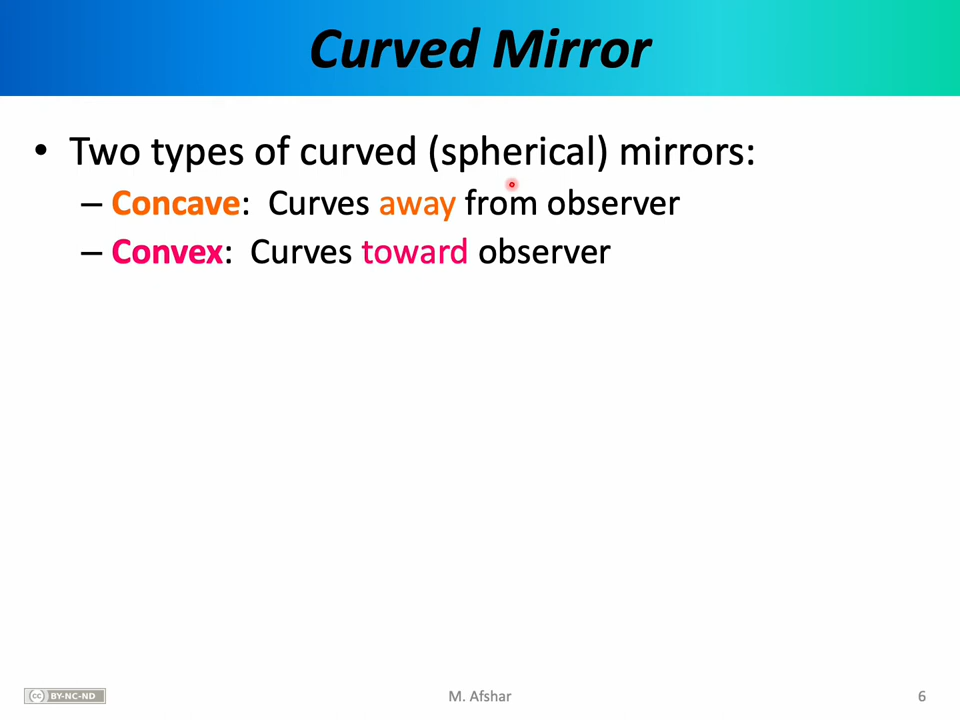 Curved Mirror
• Two types of curved (spherical) mirrors:
– Concave: Curves away from observer
– Convex: Curves toward observer
cc BY-NC-ND
M. Afshar
6